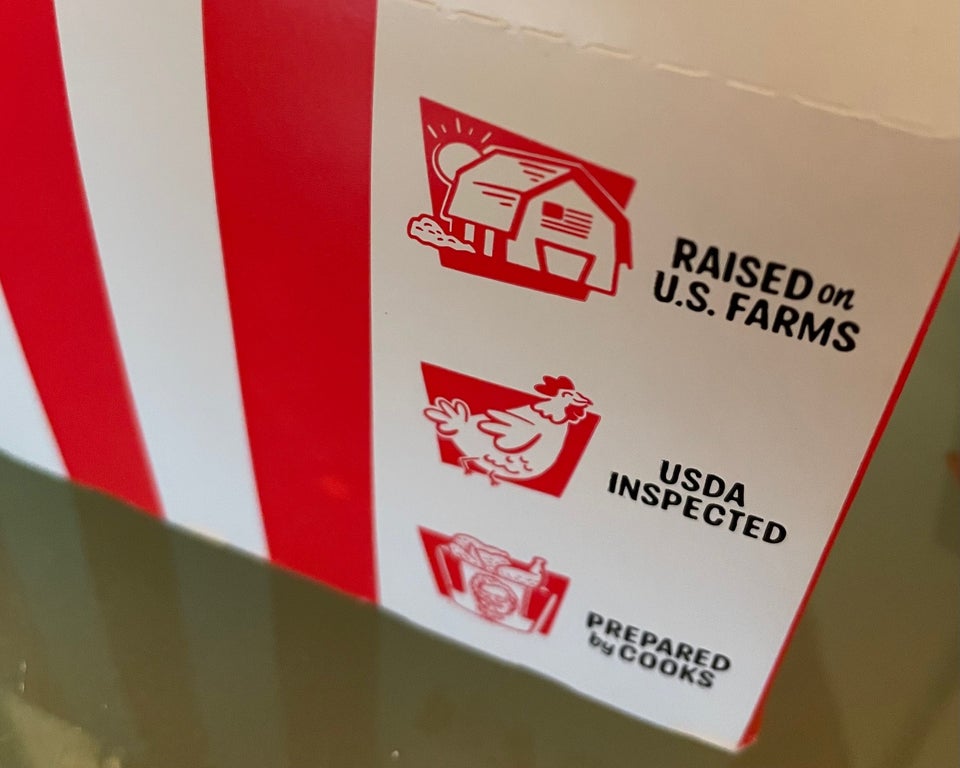 RAISED on
U.S. FARMS
USDA
INSPECTED
PREPARED
by COOKS